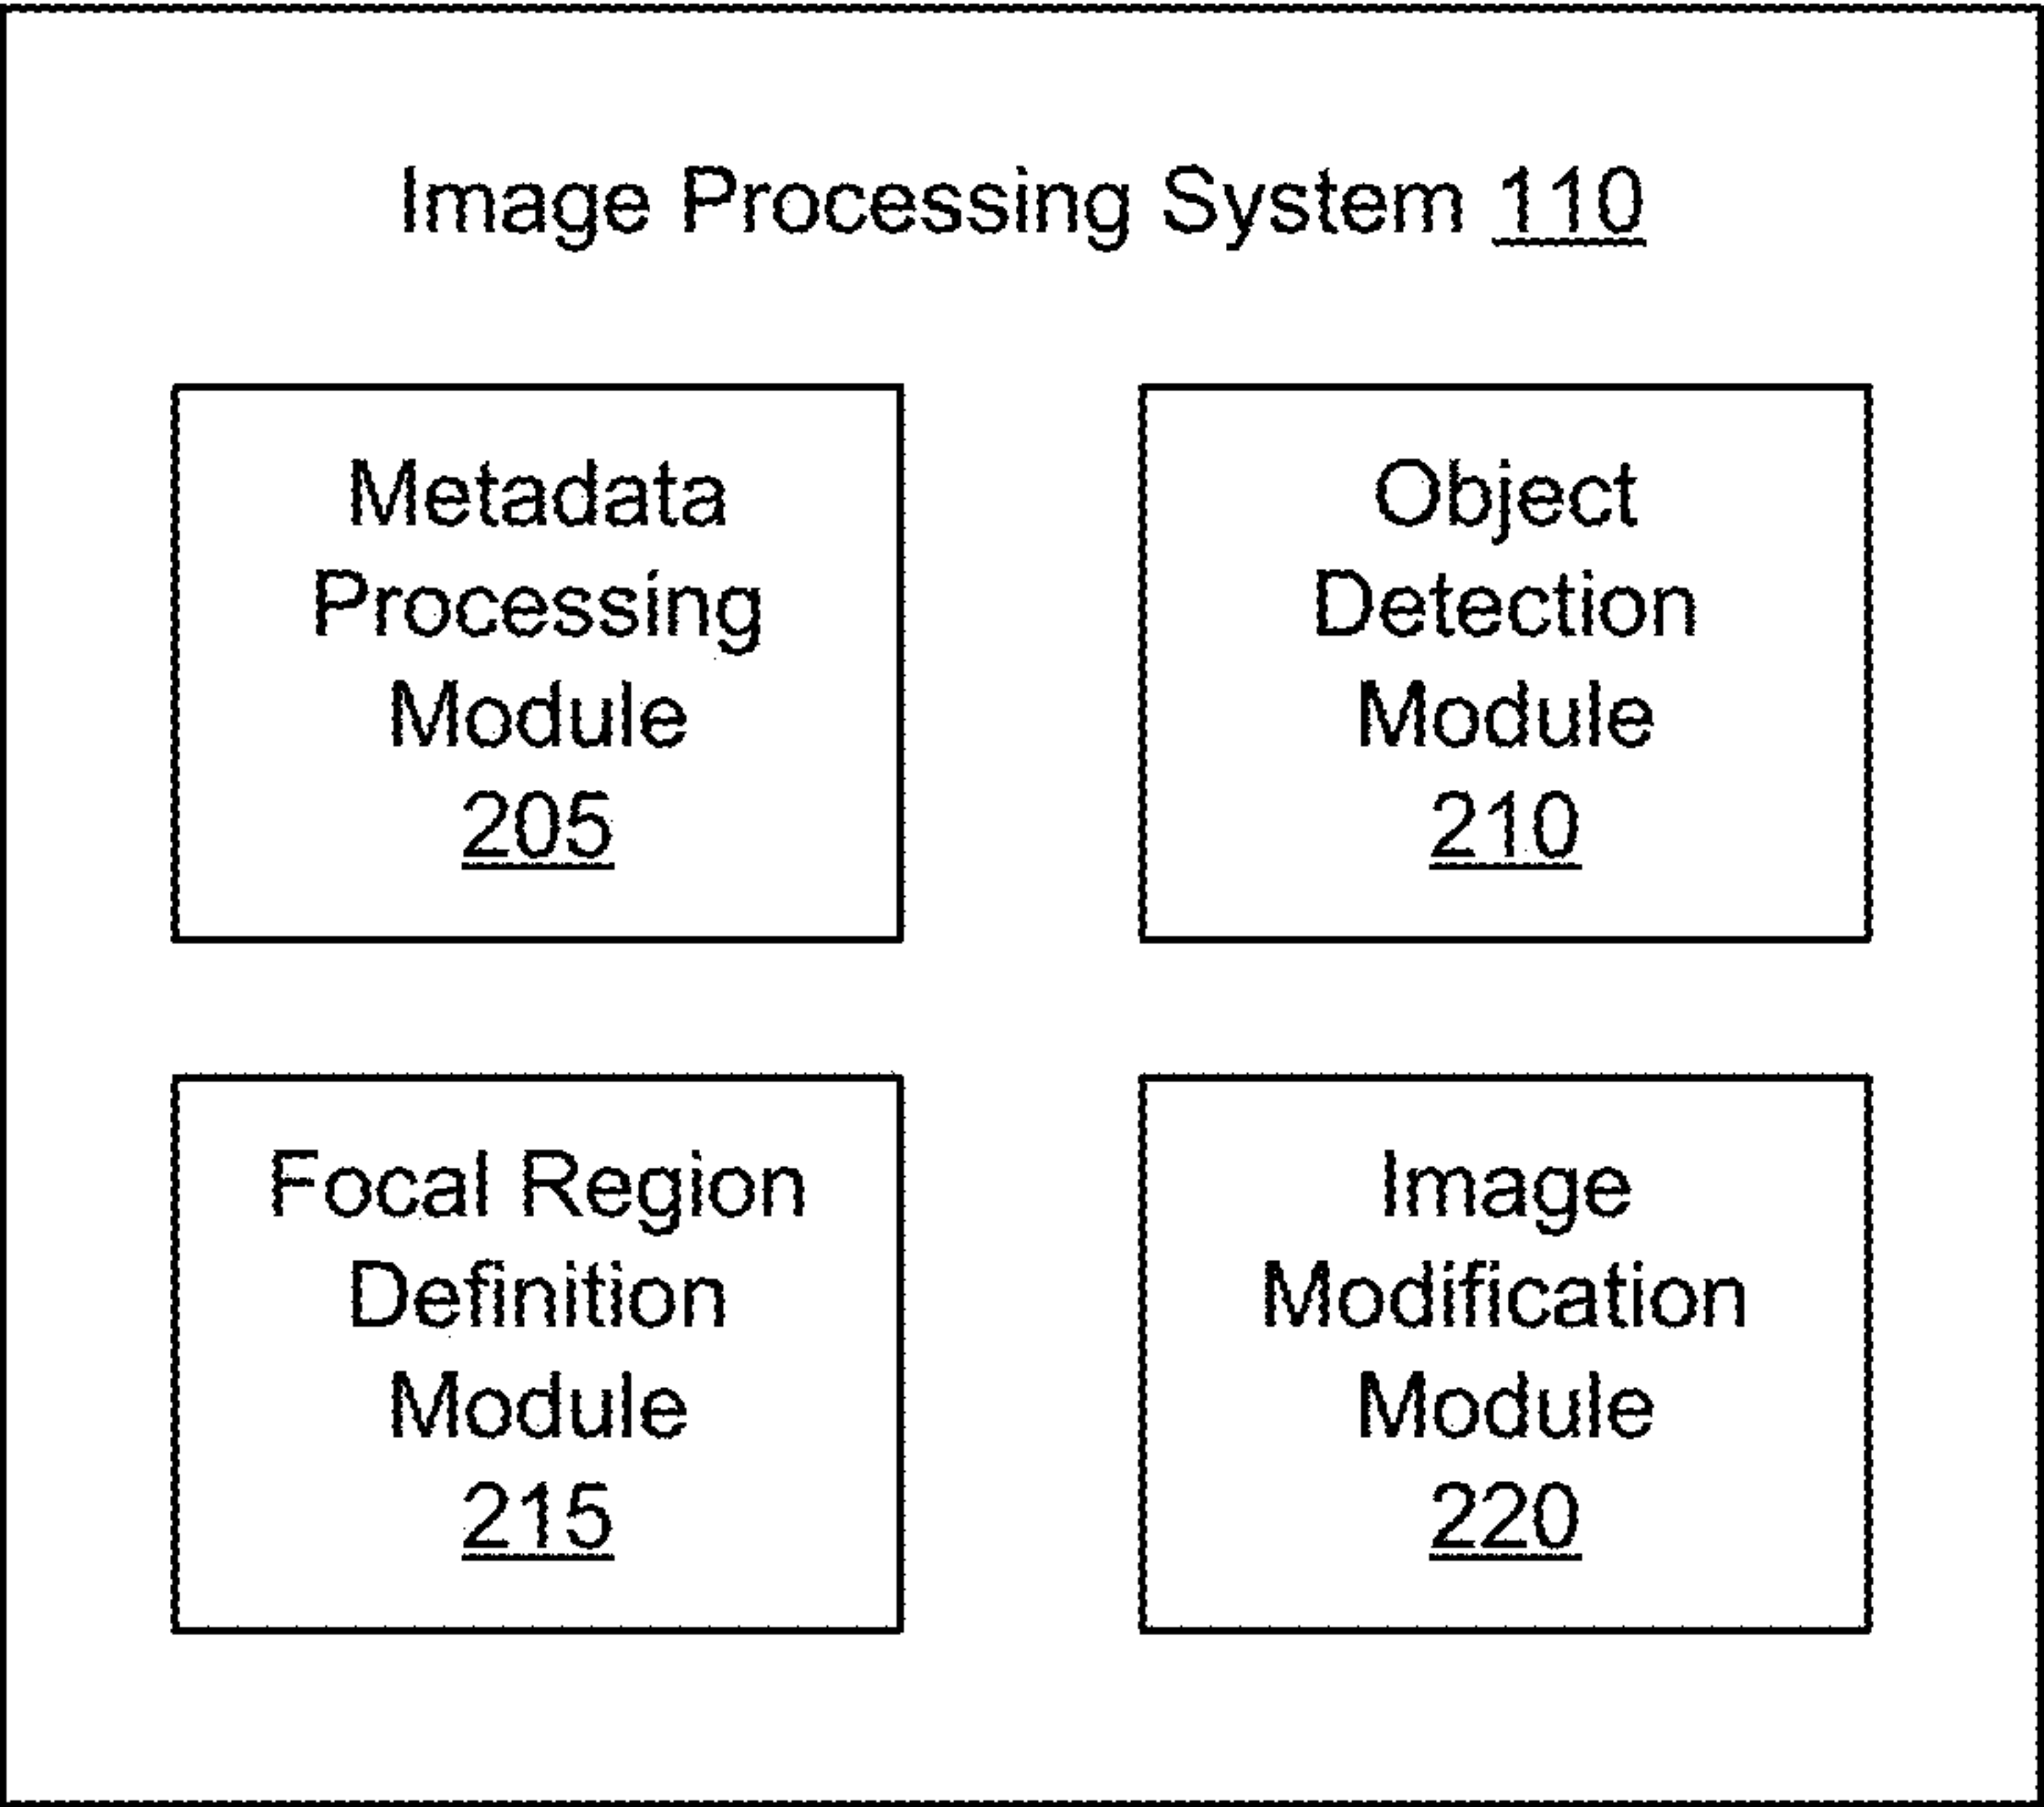 Image Processing System 110
Metadata
Processing
Module
205
Object
Detection
Module
210
Focal Region
Definition
Module
215
Image
Modification
Module
220